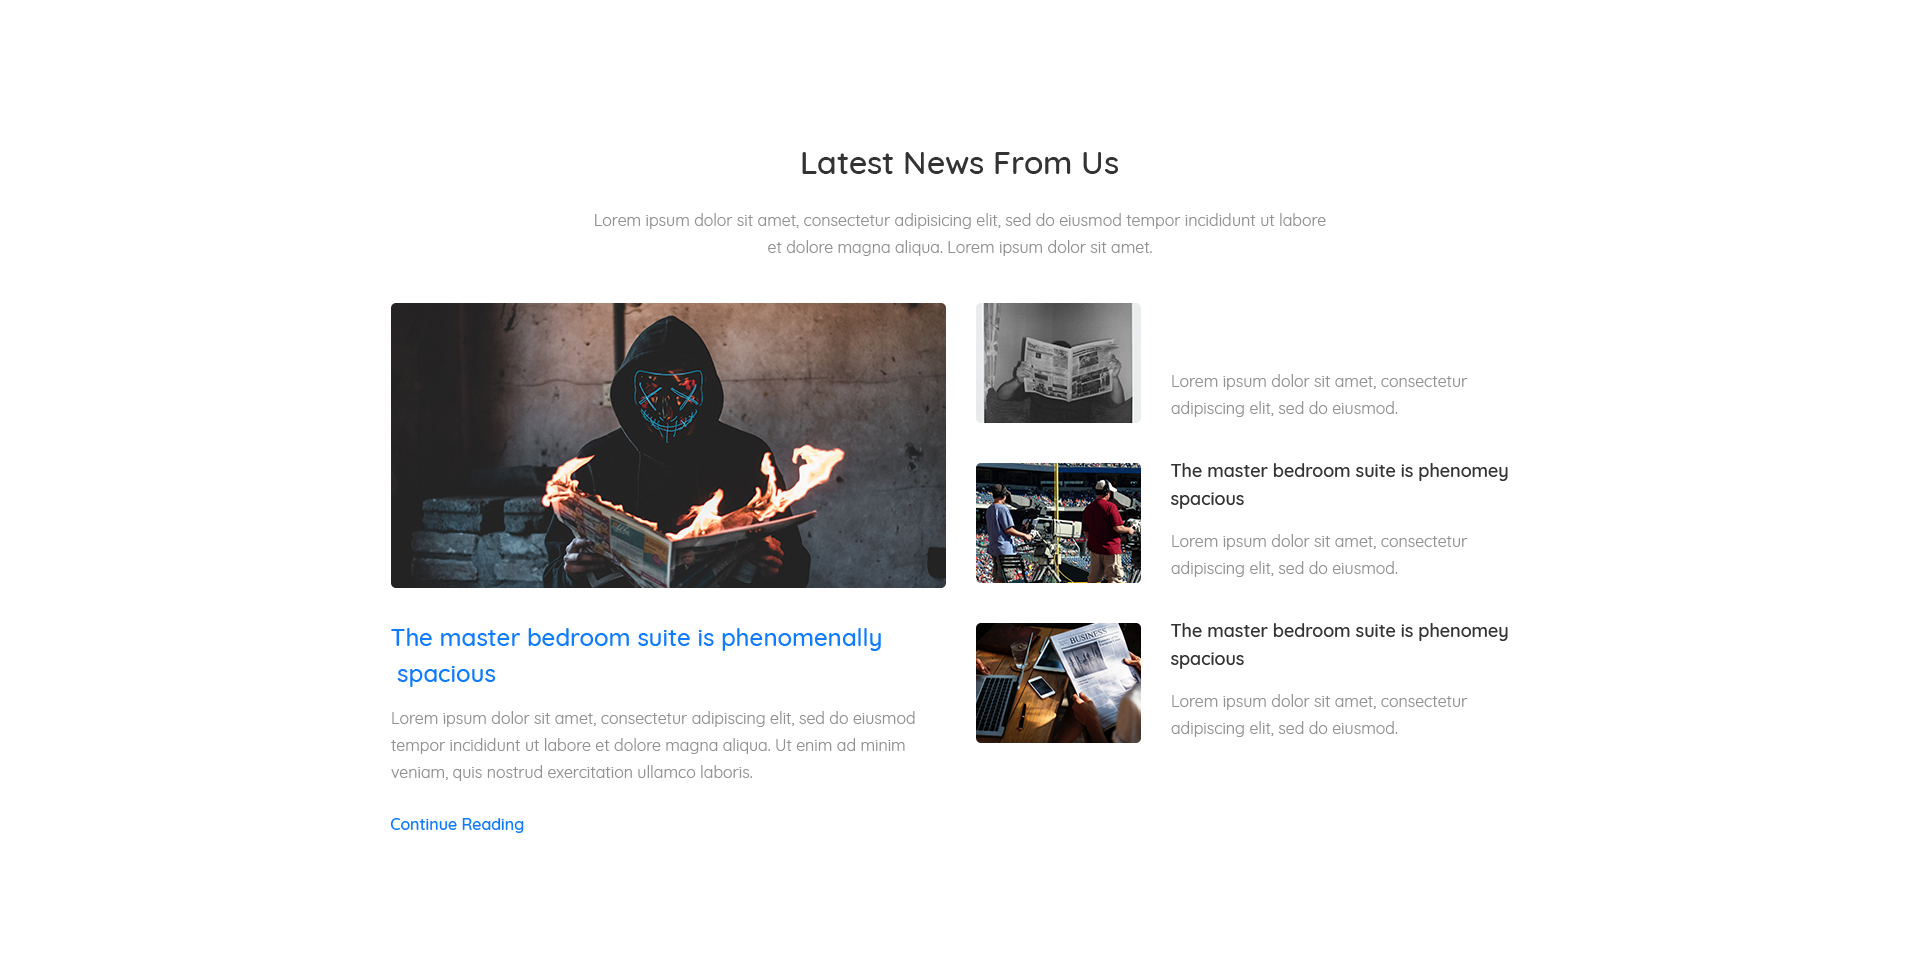 Latest News From Us
Lorem ipsum dolor sit amet, consectetur adipisicing elit, sed do eiusmod tempor incididunt ut labore
et dolore magna aliqua. Lorem ipsum dolor sit amet.
The master bedroom suite is phenomenally
spacious
Lorem ipsum dolor sit amet, consectetur adipiscing elit, sed do eiusmod
tempor incididunt ut labore et dolore magna aliqua. Ut enim ad minim
veniam, quis nostrud exercitation ullamco laboris.
Continue Reading
Lorem ipsum dolor sit amet, consectetur
adipiscing elit, sed do eiusmod.
The master bedroom suite is phenomey
spacious
Lorem ipsum dolor sit amet, consectetur
adipiscing elit, sed do eiusmod.
BUSINESS
The master bedroom suite is phenomey
spacious
Lorem ipsum dolor sit amet, consectetur
adipiscing elit, sed do eiusmod.